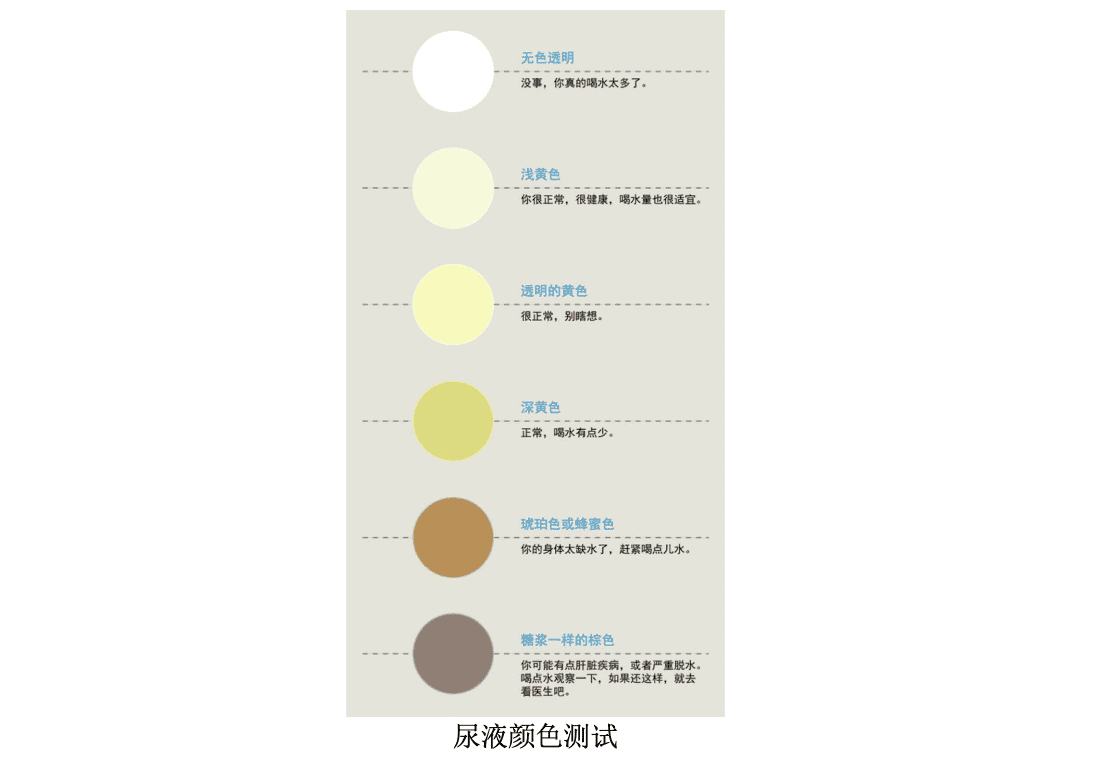 无色透明
没事，你真的喝水太多了。
浅黄色
你很正常，很健康，喝水量也很适宜。
透明的黄色
很正常，别瞎想。
深黄色
正常，喝水有点少。
琥珀色或蜂蜜色
你的身体太缺水了，赶紧喝点儿水。
糖浆一样的棕色
你可能有点肝脏疾病，或者严重脱水。
喝点水观察一下，如果还这样，就去
看医生吧。
尿液颜色测试